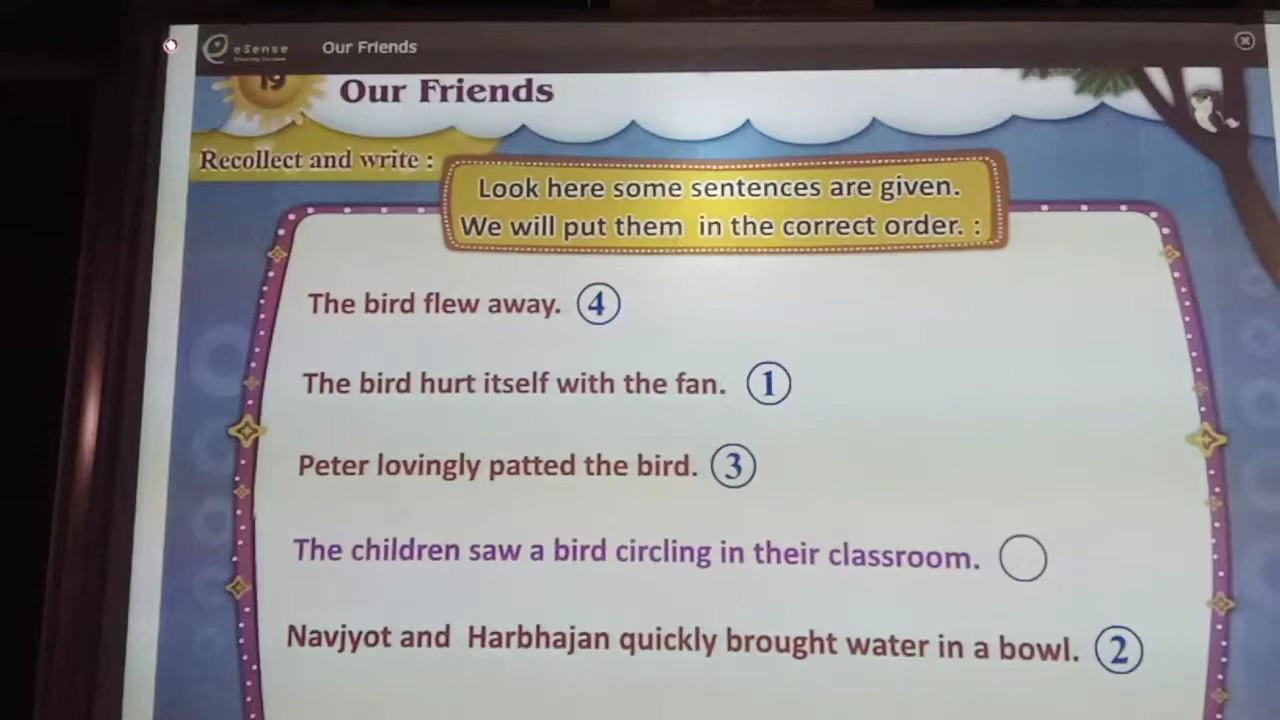 eSense Our Friends
19
Our Friends
Recollect and write :
Look here some sentences are given.
We will put them in the correct order. :
The bird flew away. 4
The bird hurt itself with the fan. 1
Peter lovingly patted the bird. 3
The children saw a bird circling in their classroom.
Navjyot and Harbhajan quickly brought water in a bowl. 2